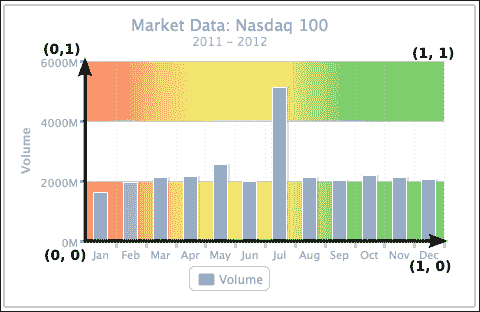 Market Data: Nasdaq 100
2011 - 2012
(0,1)
(1, 1)
6000M
4000M
2000M
0M
Volume
(0, 0)
Jan Feb Mar Apr May Jun Jul Aug Sep Oct Nov Dec
(1, 0)
Volume